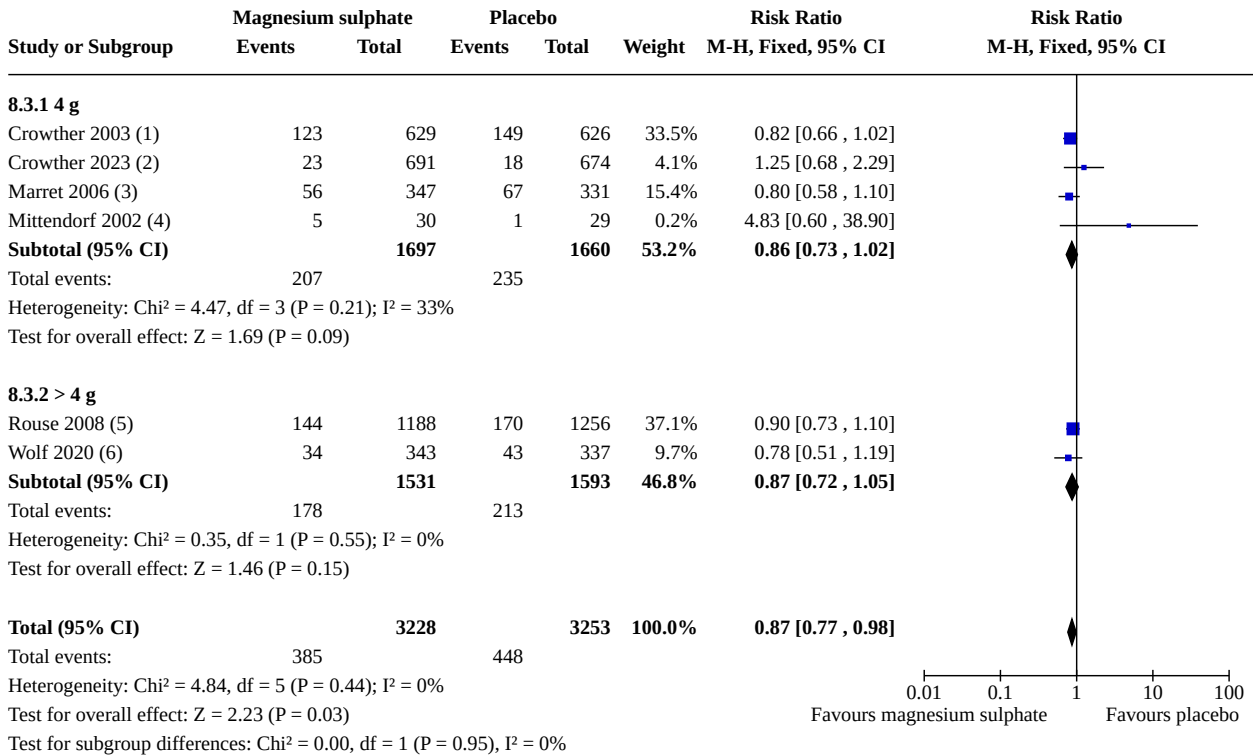 Magnesium sulphate Placebo Risk Ratio Risk Ratio
Study or Subgroup Events Total Events Total Weight M-H, Fixed, 95% CI M-H, Fixed, 95% CI
8.3.1 4 g
Crowther 2003 (1) 123 629 149 626 33.5% 0.82 [0.66 , 1.02]
Crowther 2023 (2) 23 691 18 674 4.1% 1.25 [0.68 , 2.29]
Marret 2006 (3) 56 347 67 331 15.4% 0.80 [0.58 , 1.10]
Mittendorf 2002 (4) 5 30 1 29 0.2% 4.83 [0.60 , 38.90]
Subtotal (95% CI) 1697 1660 53.2% 0.86 [0.73 , 1.02]
Total events: 207 235
Heterogeneity: Chi² = 4.47, df = 3 (P = 0.21); I² = 33%
Test for overall effect: Z = 1.69 (P = 0.09)
8.3.2 > 4 g
Rouse 2008 (5) 144 1188 170 1256 37.1% 0.90 [0.73 , 1.10]
Wolf 2020 (6) 34 343 43 337 9.7% 0.78 [0.51 , 1.19]
Subtotal (95% CI) 1531 1593 46.8% 0.87 [0.72 , 1.05]
Total events: 178 213
Heterogeneity: Chi² = 0.35, df = 1 (P = 0.55); I² = 0%
Test for overall effect: Z = 1.46 (P = 0.15)
Total (95% CI) 3228 3253 100.0% 0.87 [0.77 , 0.98]
Total events: 385 448
Heterogeneity: Chi² = 4.84, df = 5 (P = 0.44); I² = 0%
Test for overall effect: Z = 2.23 (P = 0.03)
Test for subgroup differences: Chi² = 0.00, df = 1 (P = 0.95), I² = 0%
0.01 0.1 1 10 100
Favours magnesium sulphate Favours placebo